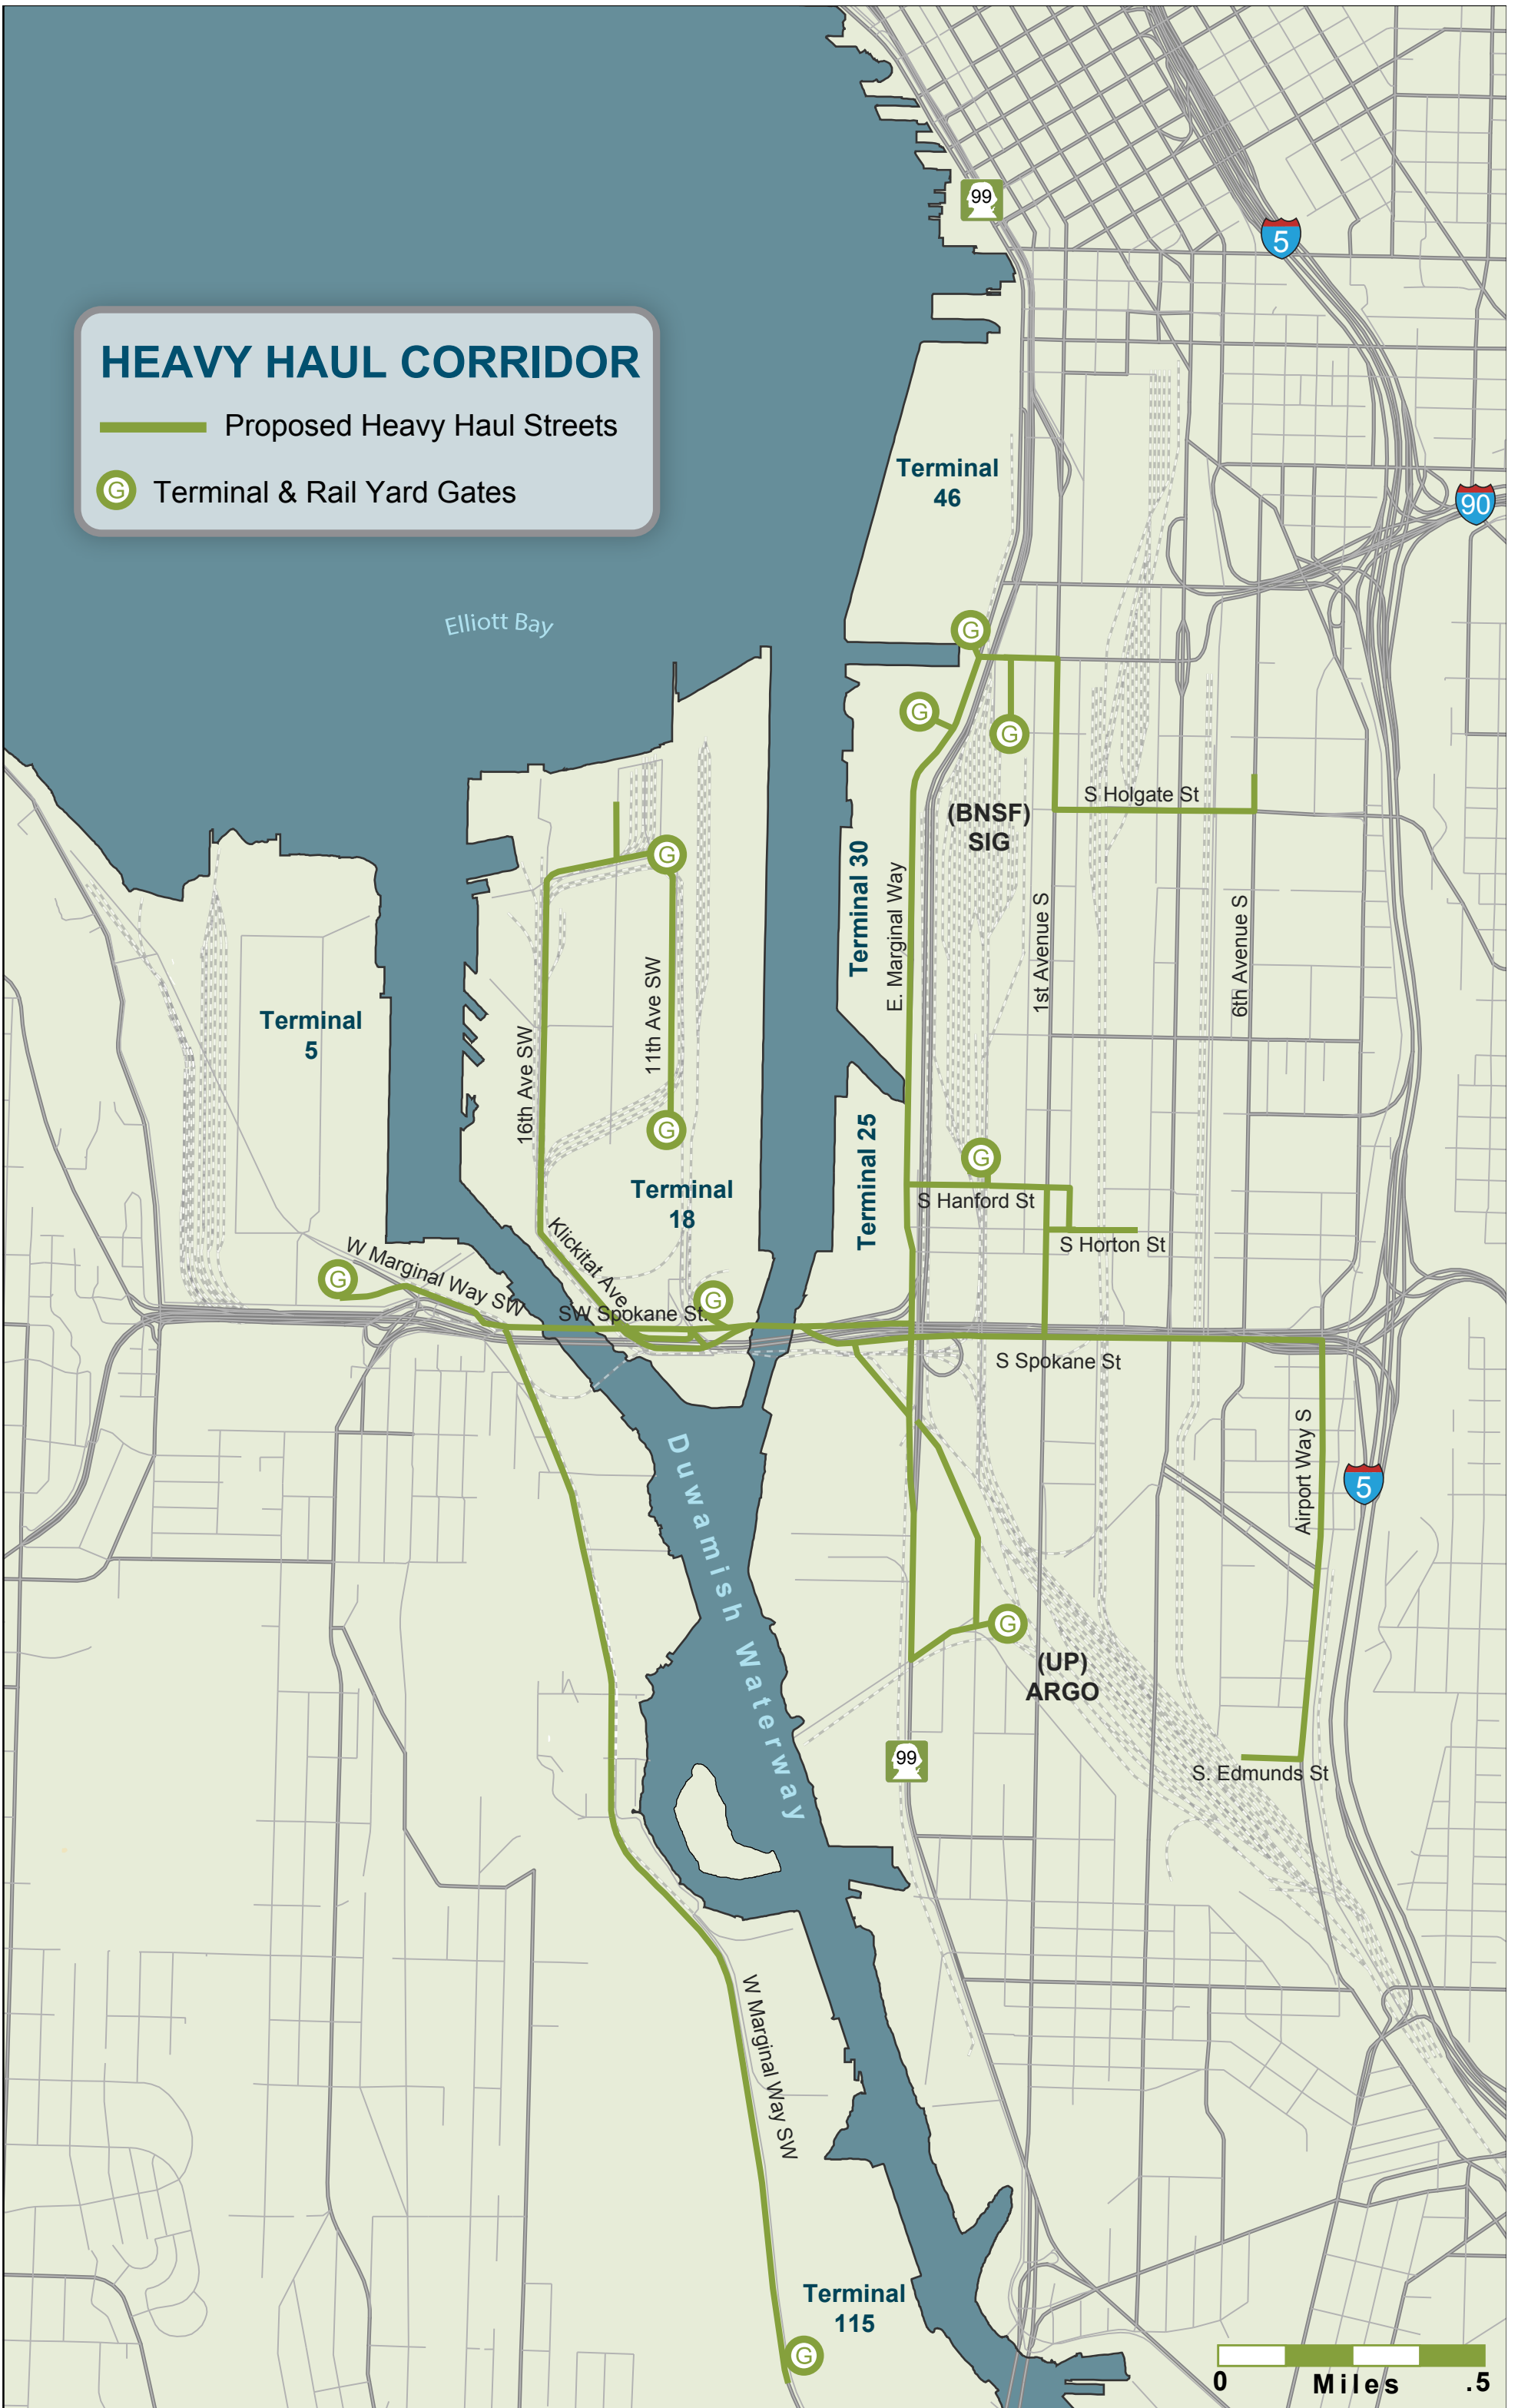 99
5
HEAVY HAUL CORRIDOR
Proposed Heavy Haul Streets
G Terminal & Rail Yard Gates
Terminal
46
90
Elliott Bay
G
G
G
S Holgate St
(BNSF)
SIG
G
Terminal 30
E. Marginal Way
1st Avenue S
6th Avenue S
Terminal
5
16th Ave SW
11th Ave SW
G
Terminal 25
G
Terminal
18
S Hanford St
S Horton St
Klickitat Ave
W Marginal Way SW
G
G
SW Spokane St.
S Spokane St
Airport Way S
5
Duwamish Waterway
G
(UP)
ARGO
99
S. Edmunds St
W Marginal Way SW
Terminal
115
G
0 Miles .5